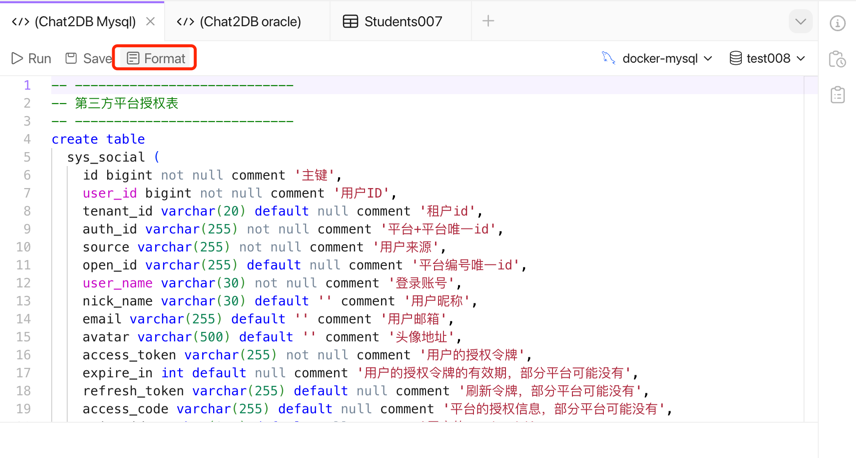 (Chat2DB Mysql)
(Chat2DB oracle)
Students007
Run
Save
Format
docker-mysql
test008
1 -- ----------------------------
2 -- 第三方平台授权表
3 -- ----------------------------
4 create table
5 sys_social (
6 id bigint not null comment '主键',
7 user_id bigint not null comment '用户ID',
8 tenant_id varchar(20) default null comment '租户id',
9 auth_id varchar(255) not null comment '平台+平台唯一id',
10 source varchar(255) not null comment '用户来源',
11 open_id varchar(255) default null comment '平台编号唯一id',
12 user_name varchar(30) not null comment '登录账号',
13 nick_name varchar(30) default '' comment '用户昵称',
14 email varchar(255) default '' comment '用户邮箱',
15 avatar varchar(500) default '' comment '头像地址',
16 access_token varchar(255) not null comment '用户的授权令牌',
17 expire_in int default null comment '用户的授权令牌的有效期，部分平台可能没有',
18 refresh_token varchar(255) default null comment '刷新令牌，部分平台可能没有',
19 access_code varchar(255) default null comment '平台的授权信息，部分平台可能没有',